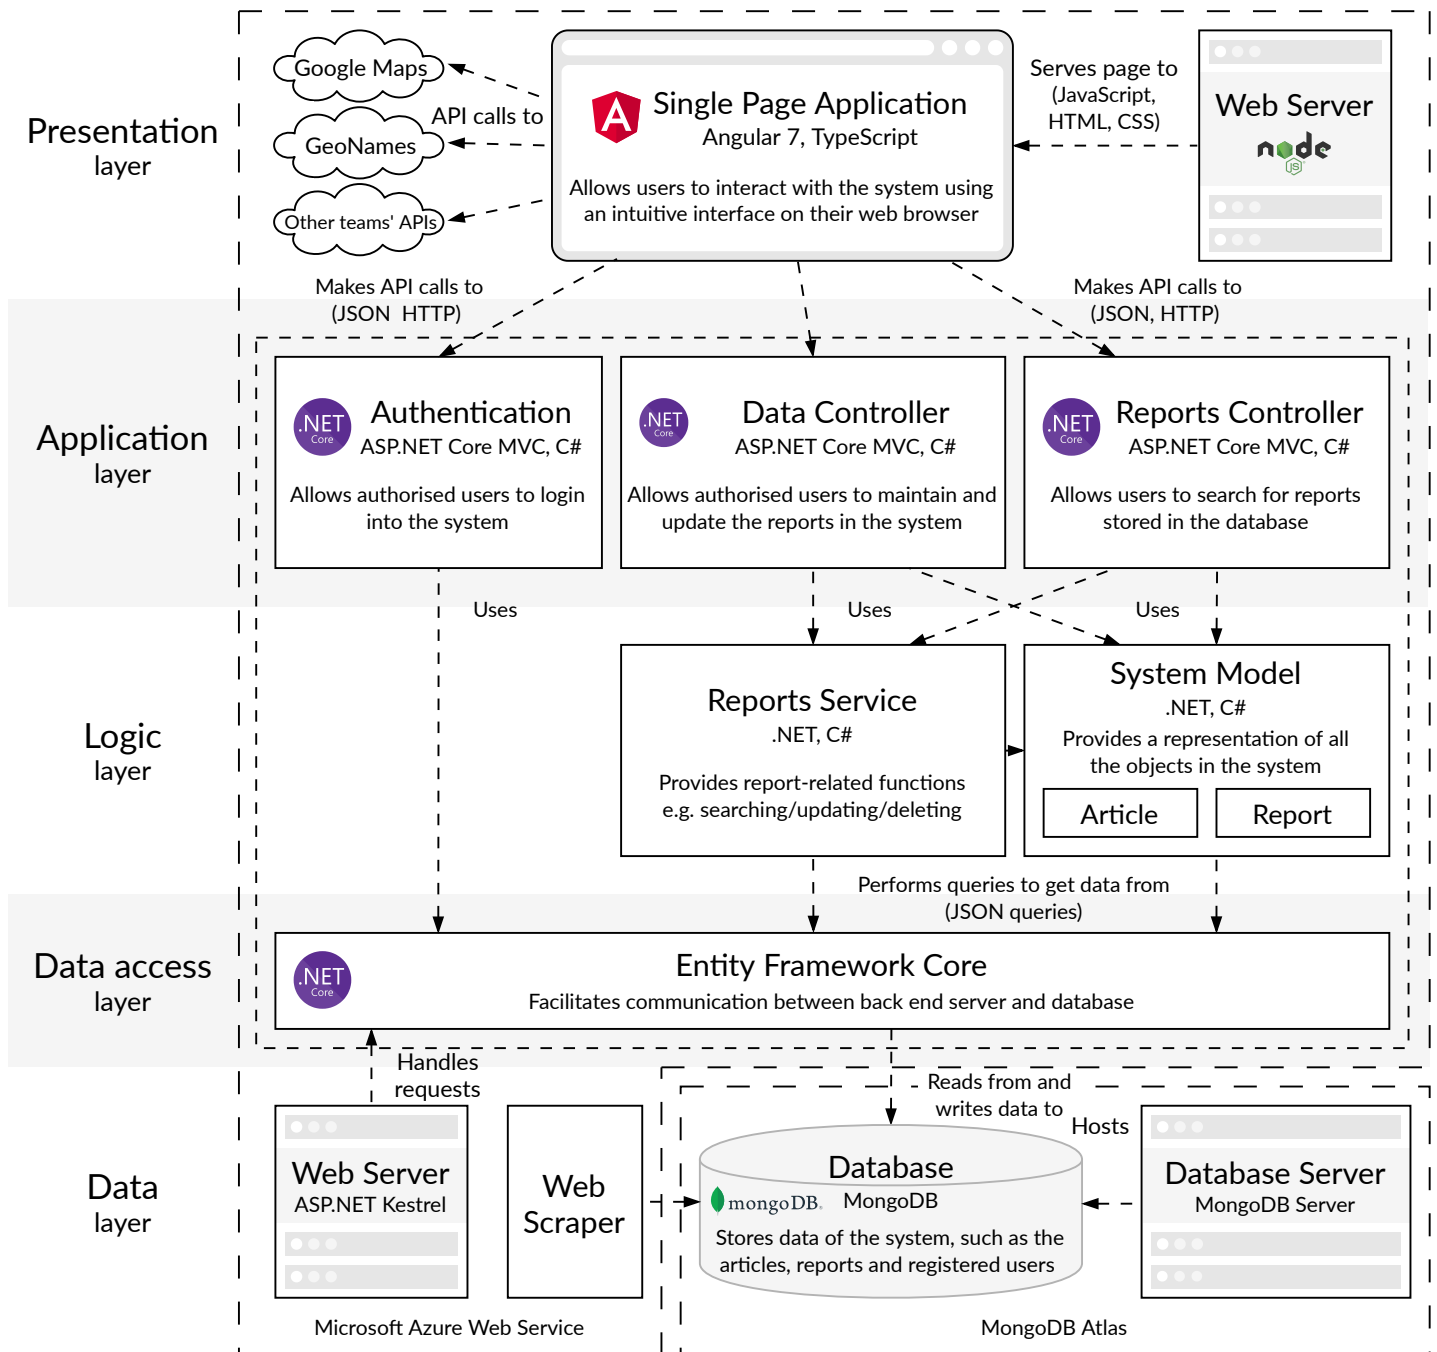 Presentation
layer
Google Maps
GeoNames
Other teams' APIs
API calls to
Single Page Application
Angular 7, TypeScript
Allows users to interact with the system using
an intuitive interface on their web browser
Serves page to
(JavaScript,
HTML, CSS)
Web Server
node
JS
Makes API calls to
(JSON  HTTP)
Makes API calls to
(JSON, HTTP)
Application
layer
.NET
Core
Authentication
ASP.NET Core MVC, C#
Allows authorised users to login
into the system
.NET
Core
Data Controller
ASP.NET Core MVC, C#
Allows authorised users to maintain and
update the reports in the system
.NET
Core
Reports Controller
ASP.NET Core MVC, C#
Allows users to search for reports
stored in the database
Uses
Uses
Uses
Logic
layer
Reports Service
.NET, C#
Provides report-related functions
e.g. searching/updating/deleting
System Model
.NET, C#
Provides a representation of all
the objects in the system
Article
Report
Performs queries to get data from
(JSON queries)
Data access
layer
.NET
Core
Entity Framework Core
Facilitates communication between back end server and database
Handles
requests
Reads from and
writes data to
Hosts
Data
layer
Web Server
ASP.NET Kestrel
Web
Scraper
Database
mongoDB.
MongoDB
Stores data of the system, such as the
articles, reports and registered users
Database Server
MongoDB Server
Microsoft Azure Web Service
MongoDB Atlas